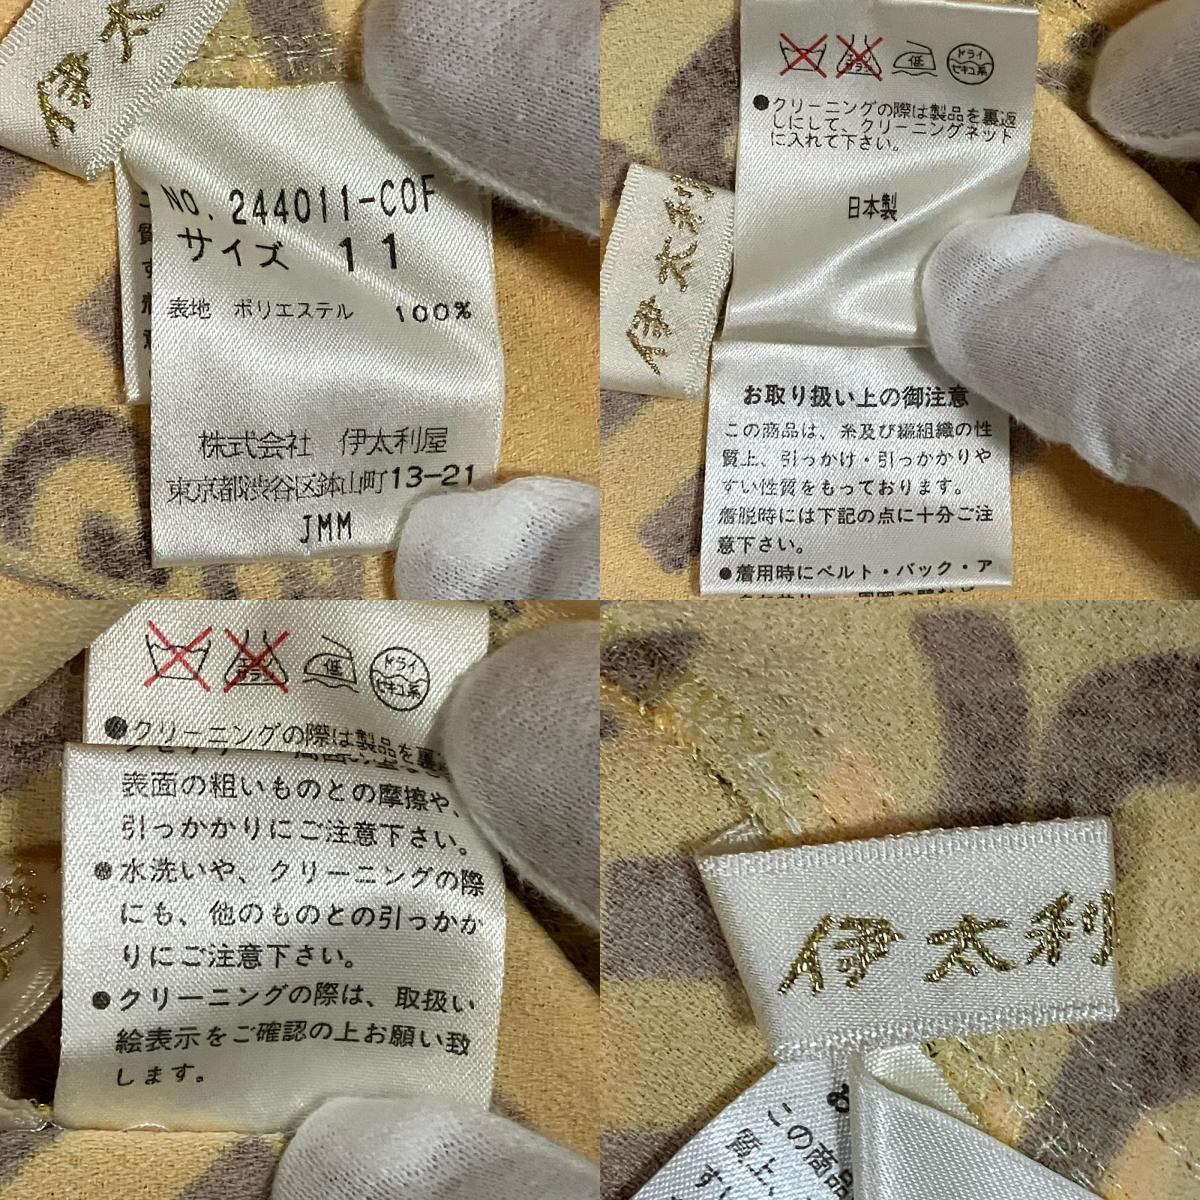 伊太
NO. 244011-COF
サイズ 11
表地 ポリエステル 100%
株式会社 伊太利屋
東京都渋谷区鉢山町13-21
JMM
低
ドライ
セキユ系
●クリーニングの際は製品を裏返
しにして、クリーニングネット
に入れて下さい。
日本製
伊太利
お取り扱い上の御注意
この商品は、糸及び編組織の性
質上、引っかけ・引っかかりや
すい性質をもっております。
着脱時には下記の点に十分ご注
意下さい。
●着用時にベルト・バック・ア
低
ドライ
セキユ系
●クリーニングの際は製品を裏
表面の粗いものとの摩擦や、
引っかかりにご注意下さい。
●水洗いや、クリーニングの際
にも、他のものとの引っかか
りにご注意下さい。
●クリーニングの際は、取扱い
絵表示をご確認の上お願い致
します。
伊太利
この商品
質上、
すい